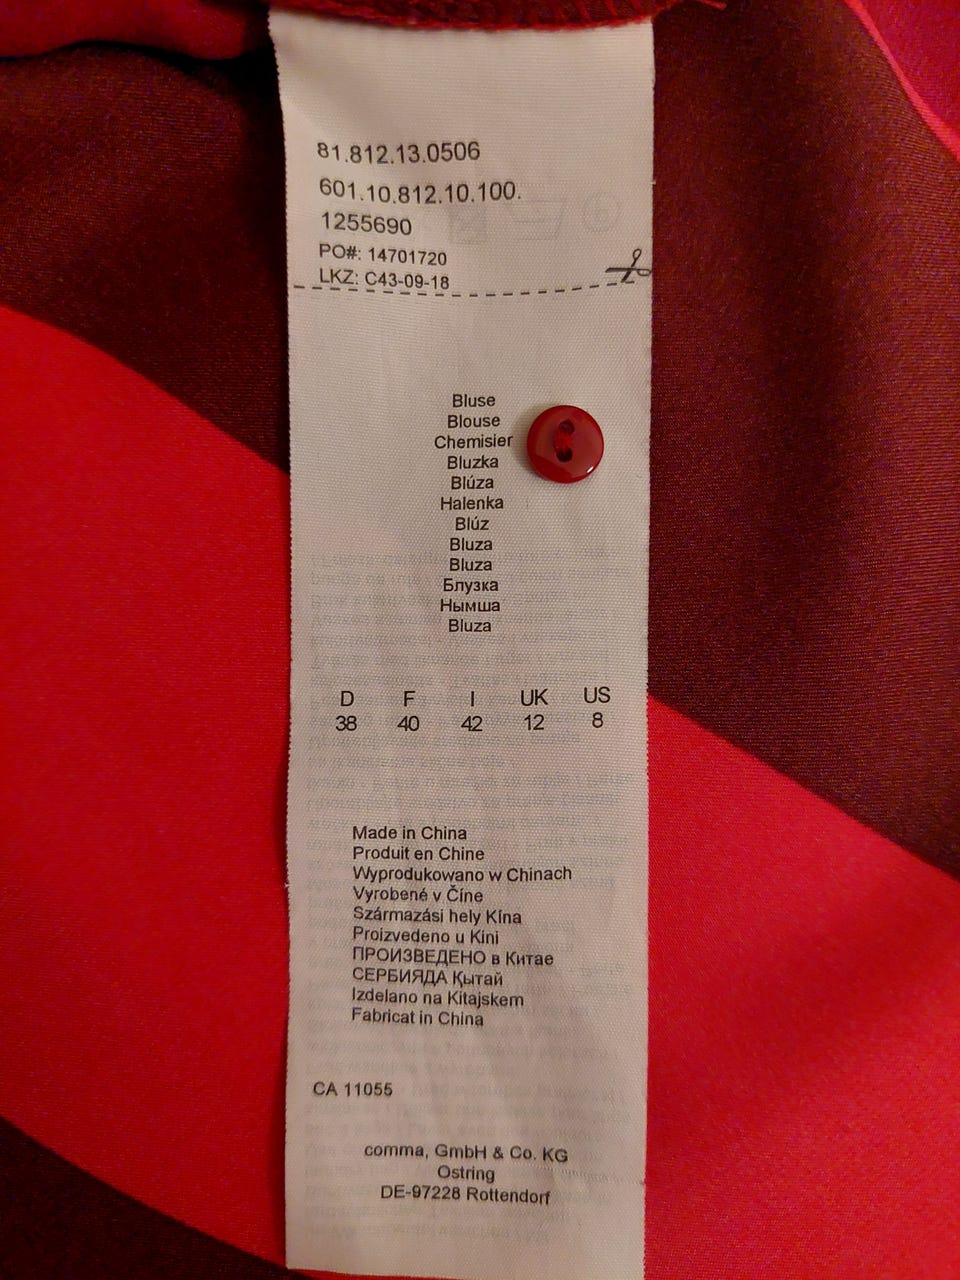 81.812.13.0506
601.10.812.10.100.
1255690
PO#: 14701720
LKZ: C43-09-18
Bluse
Blouse
Chemisier
Bluzka
Blúza
Halenka
Blúz
Bluza
Bluza
Блузка
Нымша
Bluza
D F I UK US
38 40 42 12 8
Made in China
Produit en Chine
Wyprodukowano w Chinach
Vyrobené v Číne
Származási hely Kína
Proizvedeno u Kini
ПРОИЗВЕДЕНО в Китае
СЕРБИЯДА Қытай
Izdelano na Kitajskem
Fabricat in China
CA 11055
comma, GmbH & Co. KG
Ostring
DE-97228 Rottendorf